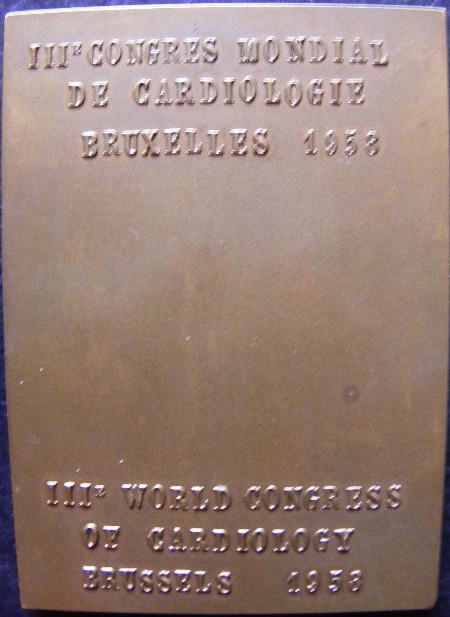 IIIE CONGRES MONDIAL
DE CARDIOLOGIE
BRUXELLES 1958
IIIE WORLD CONGRESS
OF CARDIOLOGY
BRUSSELS 1958